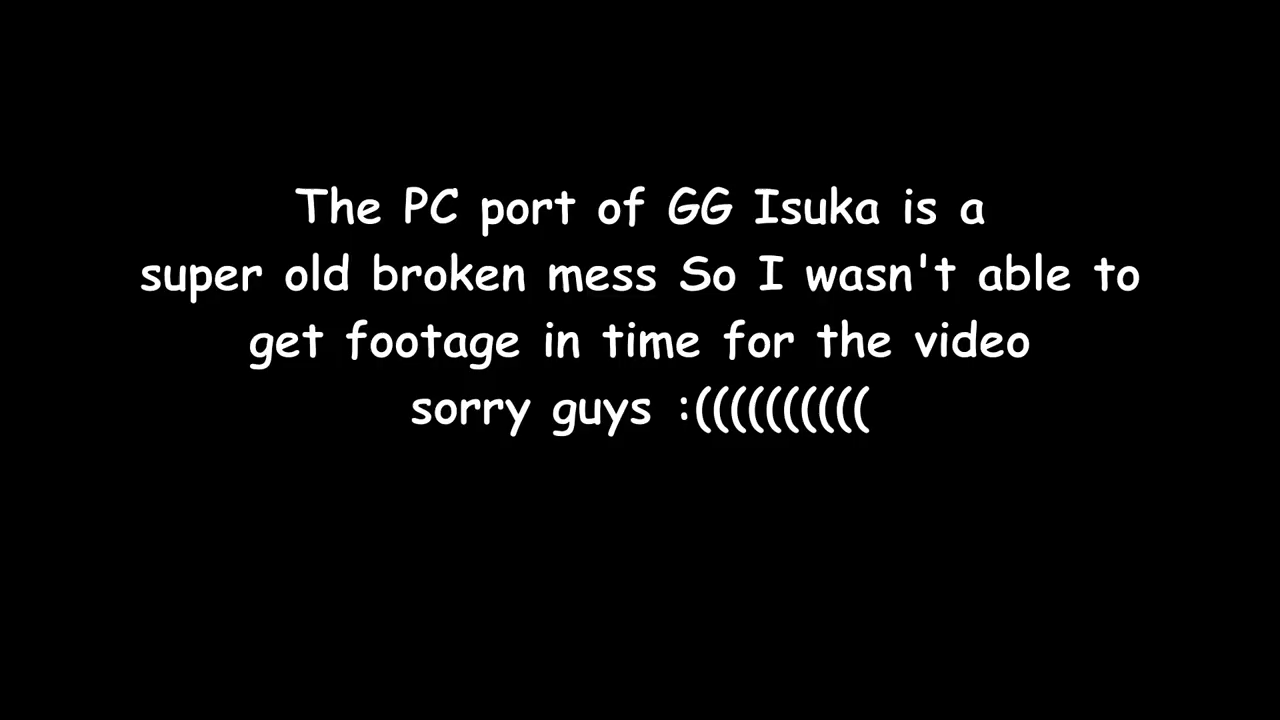 The PC port of GG Isuka is a
super old broken mess So I wasn't able to
get footage in time for the video
sorry guys :((((((((((